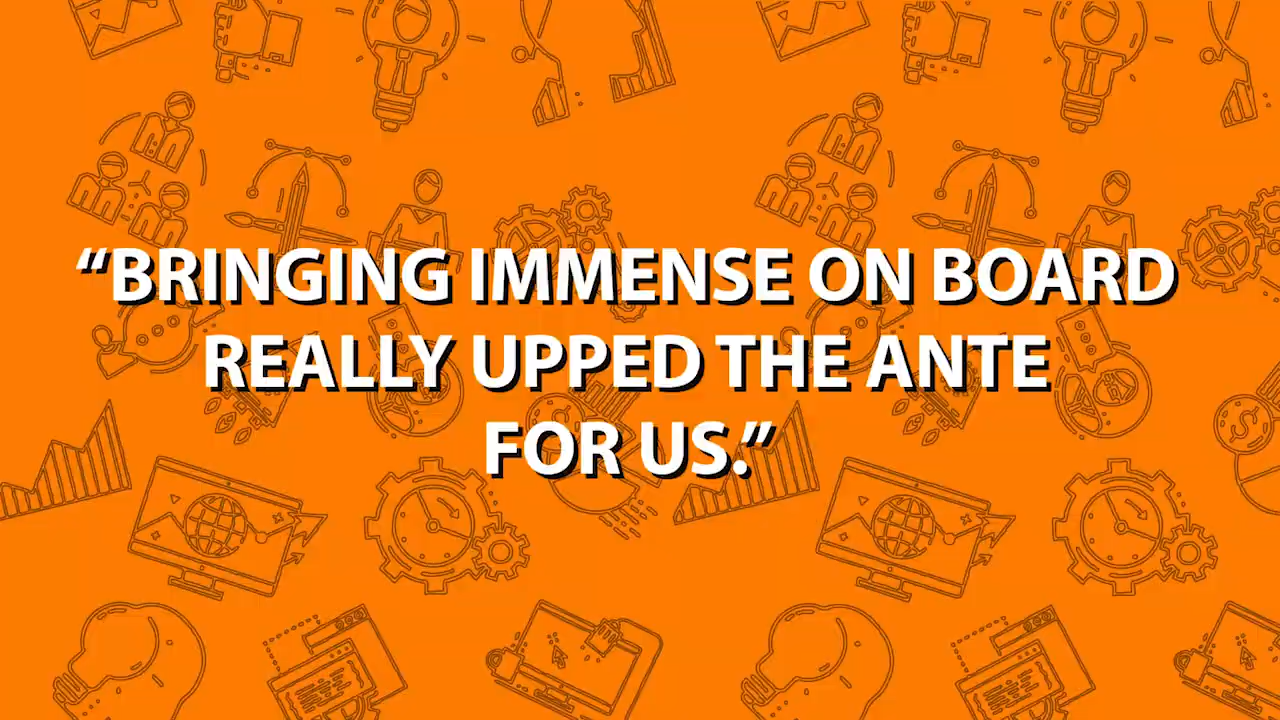 “BRINGING IMMENSE ON BOARD
REALLY UPPED THE ANTE
FOR US.”